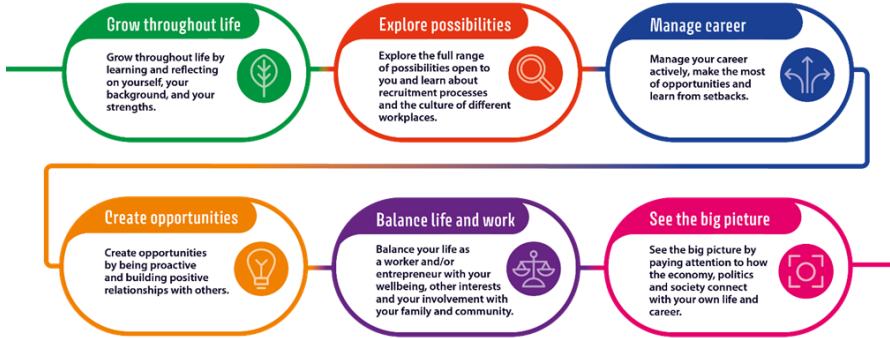 Grow throughout life
Grow throughout life by
learning and reflecting
on yourself, your
background, and your
strengths.
Explore possibilities
Explore the full range
of possibilities open to
you and learn about
recruitment processes
and the culture of different
workplaces.
Manage career
Manage your career
actively, make the most
of opportunities and
learn from setbacks.
Create opportunities
Create opportunities
by being proactive
and building positive
relationships with others.
Balance life and work
Balance your life as
a worker and/or
entrepreneur with your
wellbeing, other interests
and your involvement with
your family and community.
See the big picture
See the big picture by
paying attention to how
the economy, politics
and society connect
with your own life and
career.